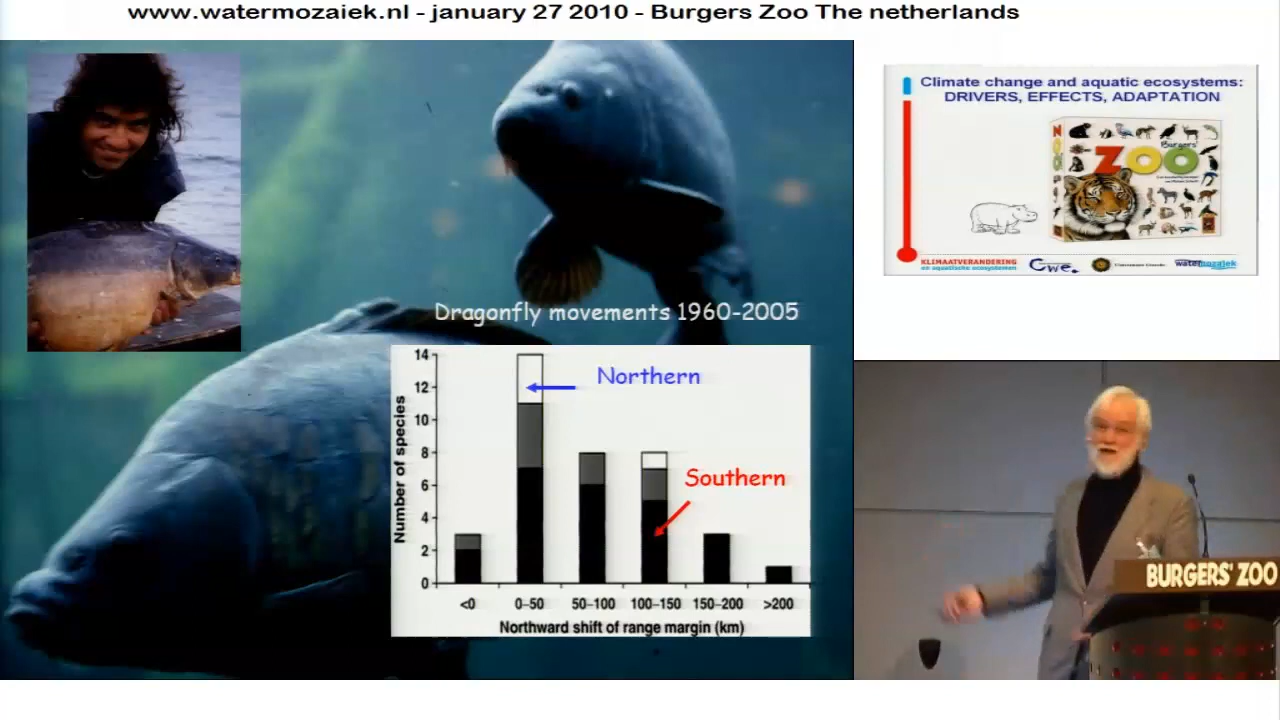 www.watermozaiek.nl - january 27 2010 - Burgers Zoo The netherlands
Climate change and aquatic ecosystems:
DRIVERS, EFFECTS, ADAPTATION
Burgers'
ZOO
KLIMAATVERANDERING
en aquatische ecosystemen
Cwe.
watermozaïek
Dragonfly movements 1960-2005
Number of species
14
12
10
8
6
4
2
0
Northern
Southern
<0 0–50 50–100 100–150 150–200 >200
Northward shift of range margin (km)
BURGERS' ZOO